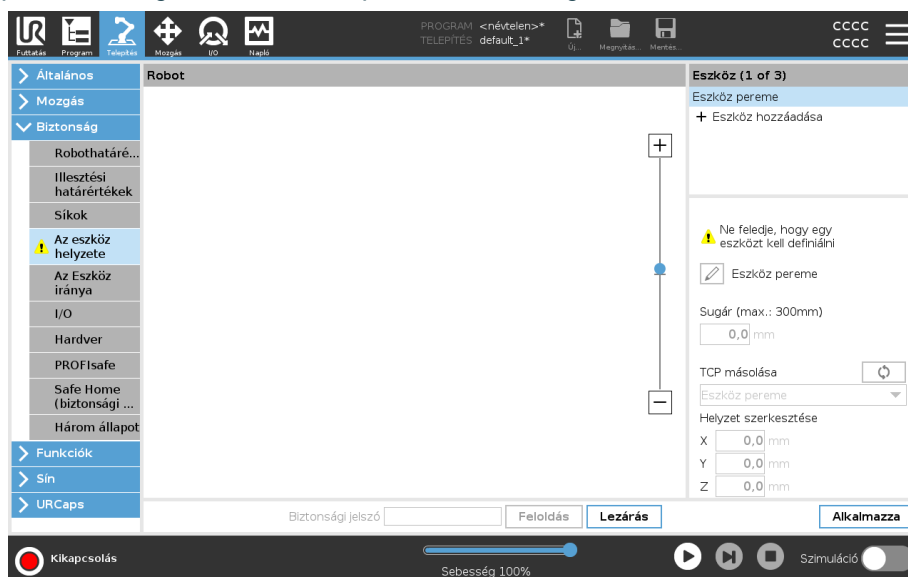 PROGRAM <névtelen>*
TELEPÍTÉS default_1*
Futtatás
Program
Telepítés
Mozgás
I/O
Napló
Új...
Megnyitás...
Mentés...
cccc
cccc
Általános
Mozgás
Biztonság
Robothatáré...
Illesztési
határértékek
Síkok
Az eszköz
helyzete
Az Eszköz
iránya
I/O
Hardver
PROFIsafe
Safe Home
(biztonsági ...
Három állapot
Funkciók
Sín
URCaps
Robot
Eszköz (1 of 3)
Eszköz pereme
+ Eszköz hozzáadása
Ne feledje, hogy egy
eszközt kell definiálni
Eszköz pereme
Sugár (max.: 300mm)
0,0 mm
TCP másolása
Eszköz pereme
Helyzet szerkesztése
X 0,0 mm
Y 0,0 mm
Z 0,0 mm
Biztonsági jelszó
Feloldás
Lezárás
Alkalmazza
Kikapcsolás
Sebesség 100%
Szimuláció